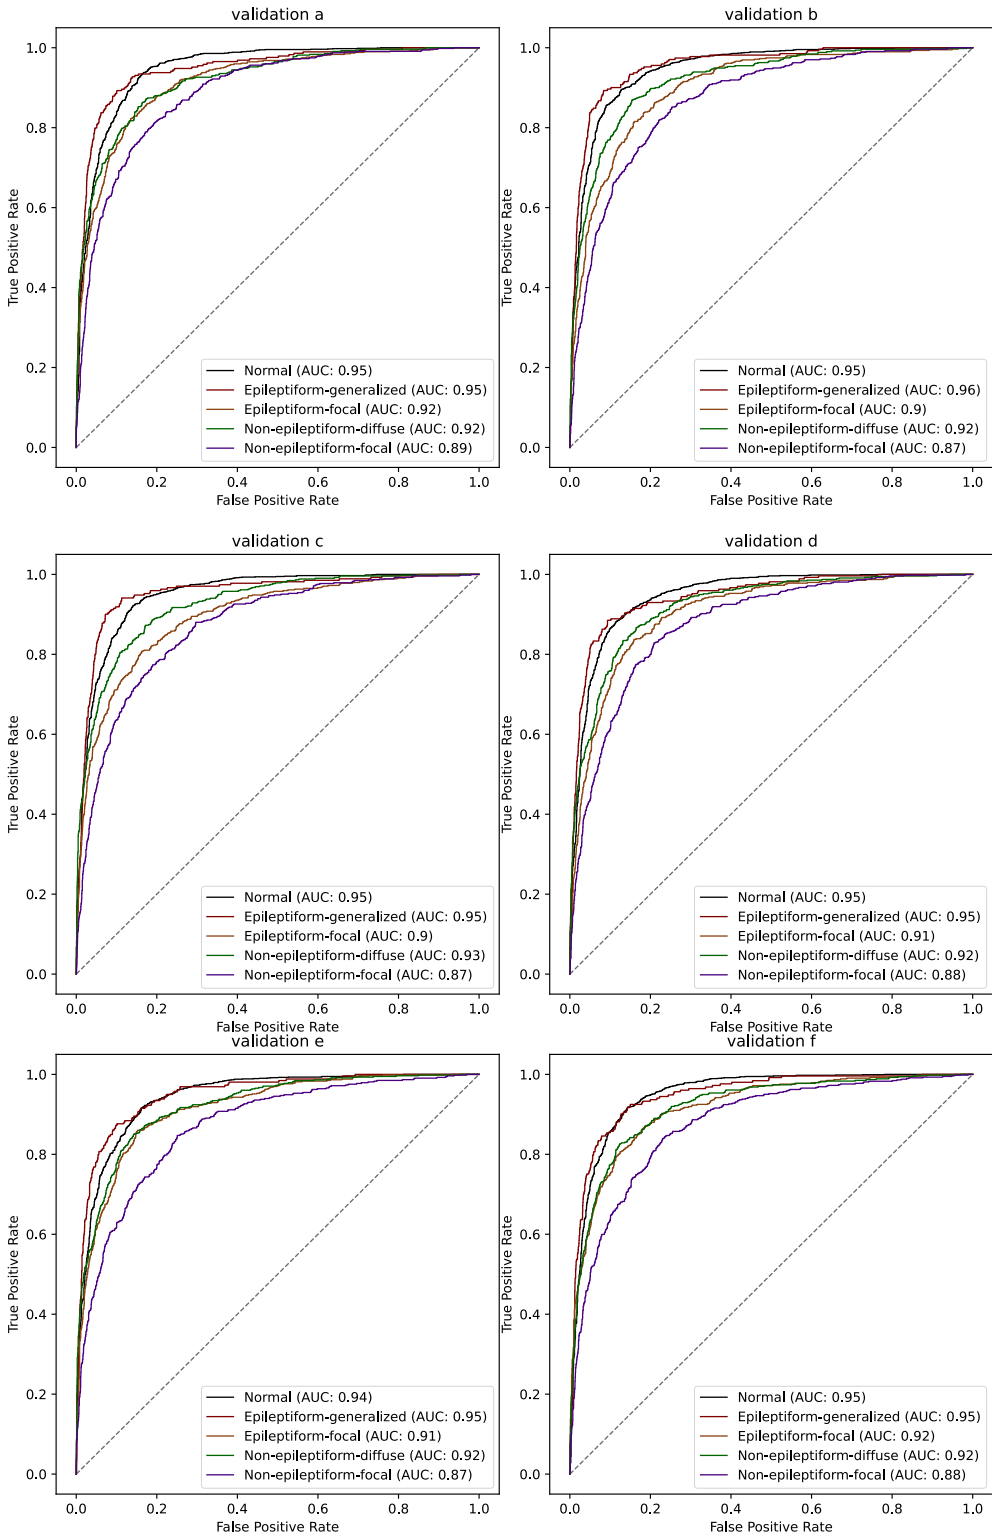 validation a
1.0
0.8
0.6
0.4
0.2
0.0
True Positive Rate
Normal (AUC: 0.95)
Epileptiform-generalized (AUC: 0.95)
Epileptiform-focal (AUC: 0.92)
Non-epileptiform-diffuse (AUC: 0.92)
Non-epileptiform-focal (AUC: 0.89)
0.0 0.2 0.4 0.6 0.8 1.0
False Positive Rate
validation b
1.0
0.8
0.6
0.4
0.2
0.0
True Positive Rate
Normal (AUC: 0.95)
Epileptiform-generalized (AUC: 0.96)
Epileptiform-focal (AUC: 0.9)
Non-epileptiform-diffuse (AUC: 0.92)
Non-epileptiform-focal (AUC: 0.87)
0.0 0.2 0.4 0.6 0.8 1.0
False Positive Rate
validation c
1.0
0.8
0.6
0.4
0.2
0.0
True Positive Rate
Normal (AUC: 0.95)
Epileptiform-generalized (AUC: 0.95)
Epileptiform-focal (AUC: 0.9)
Non-epileptiform-diffuse (AUC: 0.93)
Non-epileptiform-focal (AUC: 0.87)
0.0 0.2 0.4 0.6 0.8 1.0
False Positive Rate
validation d
1.0
0.8
0.6
0.4
0.2
0.0
True Positive Rate
Normal (AUC: 0.95)
Epileptiform-generalized (AUC: 0.95)
Epileptiform-focal (AUC: 0.91)
Non-epileptiform-diffuse (AUC: 0.92)
Non-epileptiform-focal (AUC: 0.88)
0.0 0.2 0.4 0.6 0.8 1.0
False Positive Rate
validation e
1.0
0.8
0.6
0.4
0.2
0.0
True Positive Rate
Normal (AUC: 0.94)
Epileptiform-generalized (AUC: 0.95)
Epileptiform-focal (AUC: 0.91)
Non-epileptiform-diffuse (AUC: 0.92)
Non-epileptiform-focal (AUC: 0.87)
0.0 0.2 0.4 0.6 0.8 1.0
False Positive Rate
validation f
1.0
0.8
0.6
0.4
0.2
0.0
True Positive Rate
Normal (AUC: 0.95)
Epileptiform-generalized (AUC: 0.95)
Epileptiform-focal (AUC: 0.92)
Non-epileptiform-diffuse (AUC: 0.92)
Non-epileptiform-focal (AUC: 0.88)
0.0 0.2 0.4 0.6 0.8 1.0
False Positive Rate